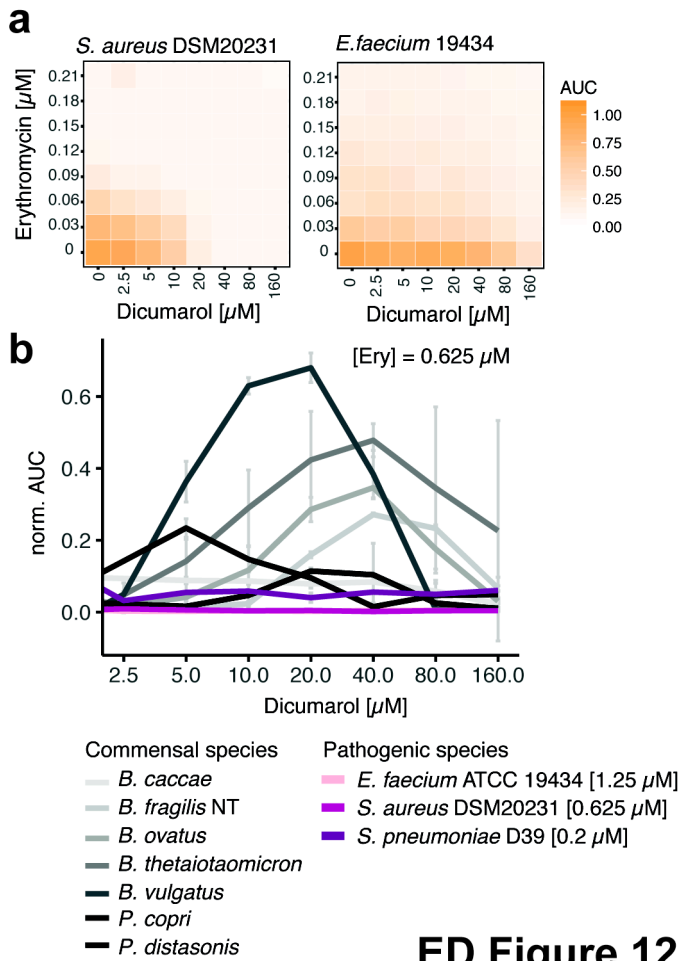 a
S. aureus DSM20231
E.faecium 19434
Erythromycin [µM]
0.21
0.18
0.15
0.12
0.09
0.06
0.03
0
0 2.5 5 10 20 40 80 160
Dicumarol [µM]
0.21
0.18
0.15
0.12
0.09
0.06
0.03
0
0 2.5 5 10 20 40 80 160
Dicumarol [µM]
AUC
1.00
0.75
0.50
0.25
0.00
b
[Ery] = 0.625 µM
norm. AUC
0.6
0.4
0.2
0.0
2.5 5.0 10.0 20.0 40.0 80.0 160.0
Dicumarol [µM]
Commensal species
B. caccae
B. fragilis NT
B. ovatus
B. thetaiotaomicron
B. vulgatus
P. copri
P. distasonis
Pathogenic species
E. faecium ATCC 19434 [1.25 µM]
S. aureus DSM20231 [0.625 µM]
S. pneumoniae D39 [0.2 µM]
ED Figure 12